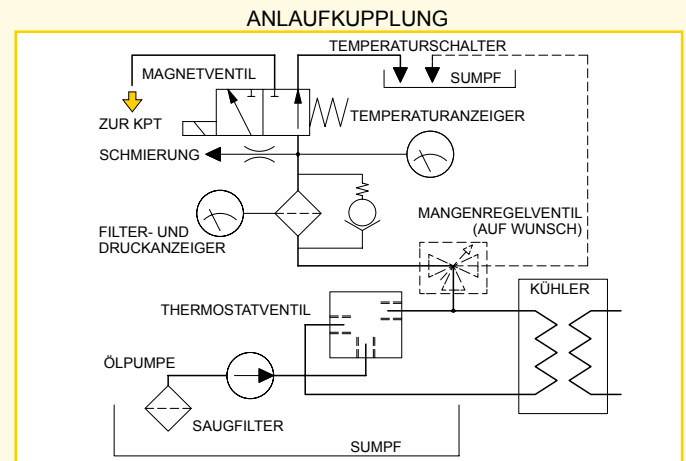 ANLAUFKUPPLUNG
TEMPERATURSCHALTER
MAGNETVENTIL
SUMPF
ZUR KPT
TEMPERATURANZEIGER
SCHMIERUNG
FILTER- UND
DRUCKANZEIGER
MANGENREGELVENTIL
(AUF WUNSCH)
KÜHLER
THERMOSTATVENTIL
ÖLPUMPE
SAUGFILTER
SUMPF